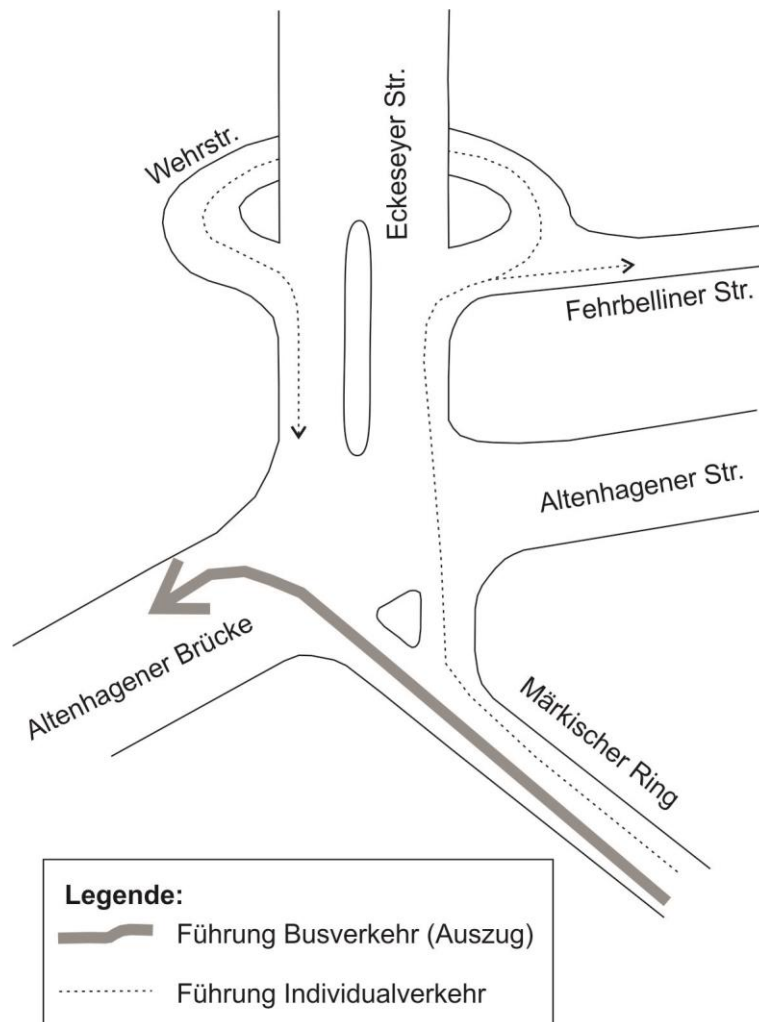 Eckeseyer Str.
Wehrstr.
Fehrbelliner Str.
Altenhagener Str.
Altenhagener Brücke
Märkischer Ring
Legende:
Führung Busverkehr (Auszug)
Führung Individualverkehr